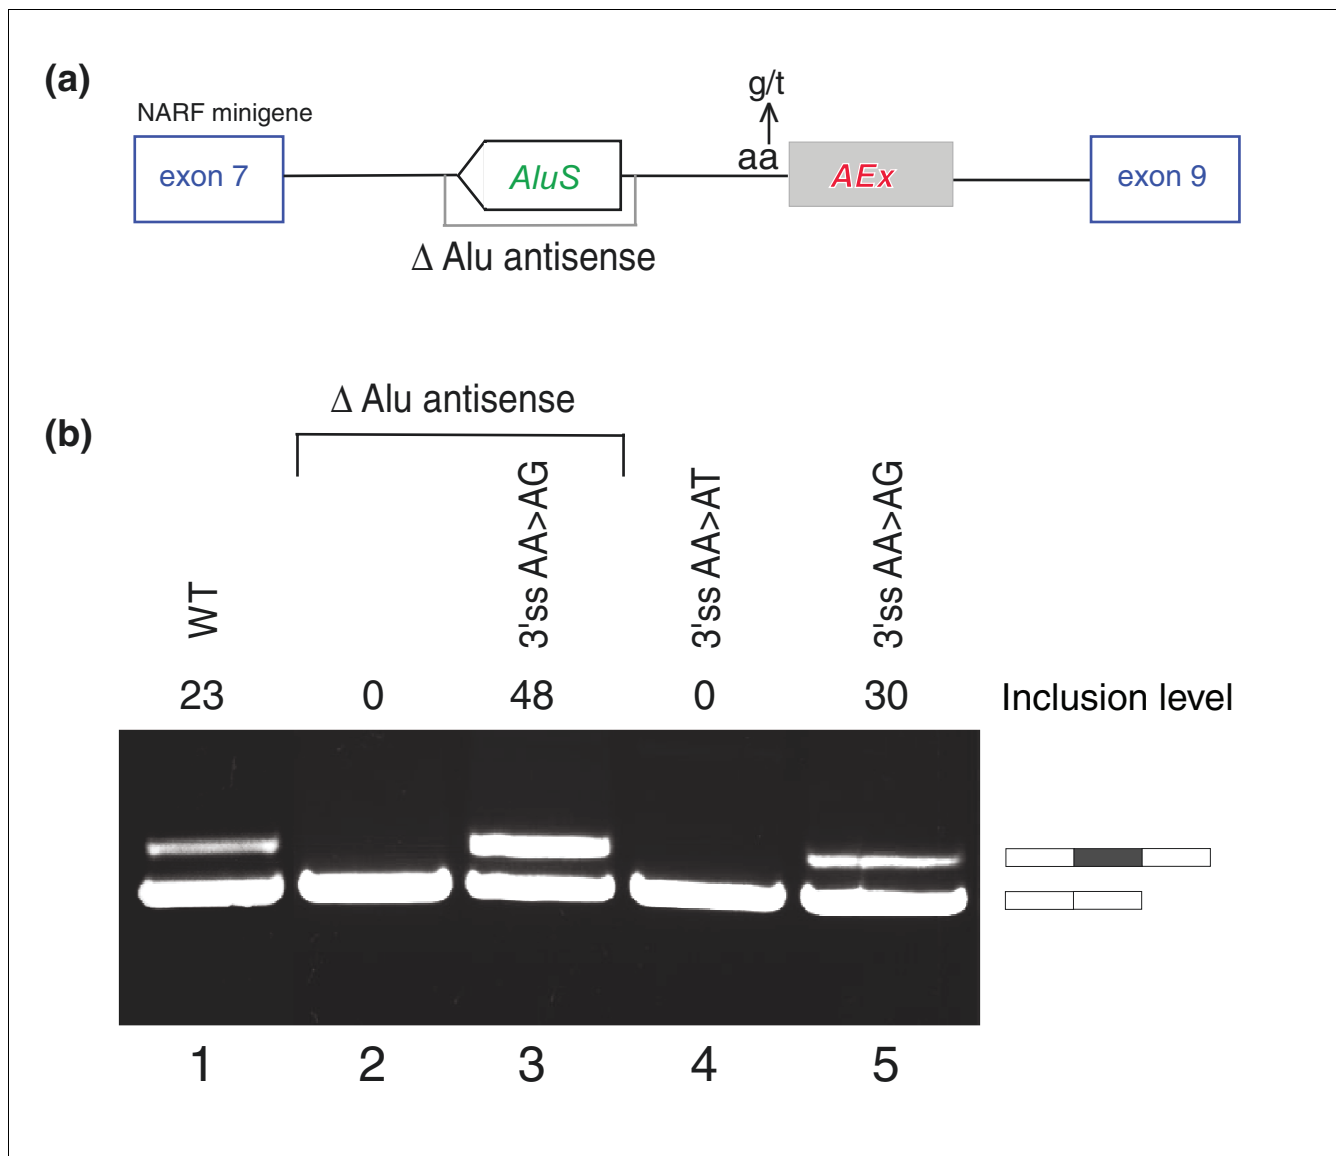 (a)
NARF minigene
g/t
aa
exon 7
AluS
AEx
exon 9
Δ Alu antisense
(b)
Δ Alu antisense
WT
3'ss AA>AG
3'ss AA>AT
3'ss AA>AG
23 0 48 0 30 Inclusion level
1 2 3 4 5